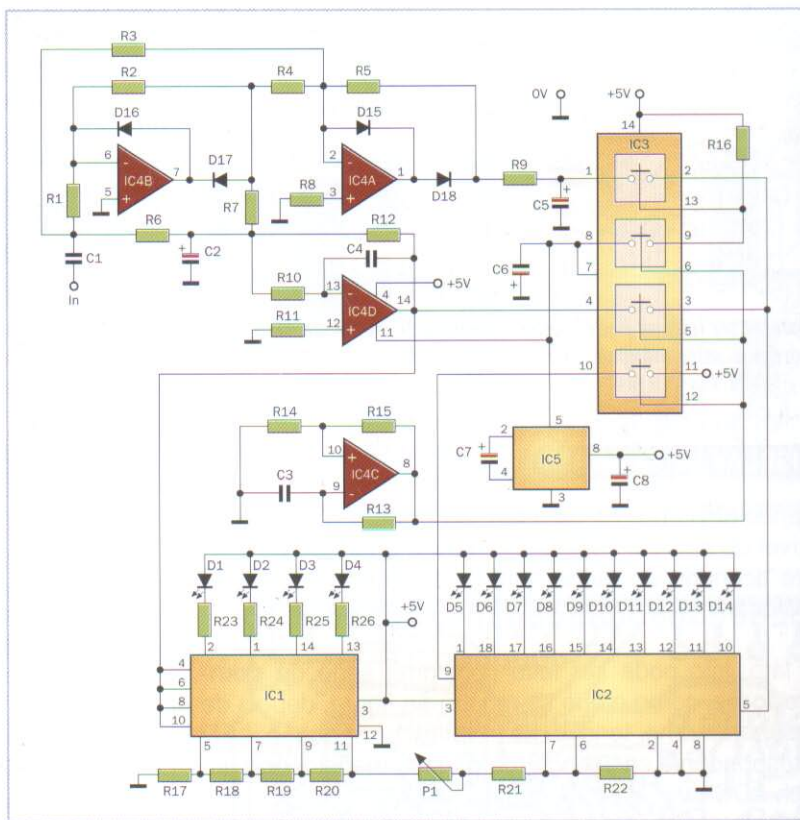 R3
R2 R4 R5
D16 D15 0V +5V
14
IC3 R16
6 7 D17 2 1 1 2
IC4B IC4A R9
5 R8 3 D18 13
R1 R7 C5
R6 R12 8 9
C1 C2 C4 C6 7 6
In R10 13 4 +5V
IC4D 14 4 3
R11 12 11 5
10 11 +5V
12
R14 R15 5
2
10 C7 IC5 8 +5V
C3 IC4C 8 4 C8
9 3
R13
D1 D2 D3 D4
+5V D5 D6 D7 D8 D9 D10 D11 D12 D13 D14
R23 R24 R25 R26
2 1 14 13 1 18 17 16 15 14 13 12 11 10
4 9
6 IC1 IC2
8 3 3 5
10 12
5 7 9 11 7 6 2 4 8
R17 R18 R19 R20 P1 R21 R22